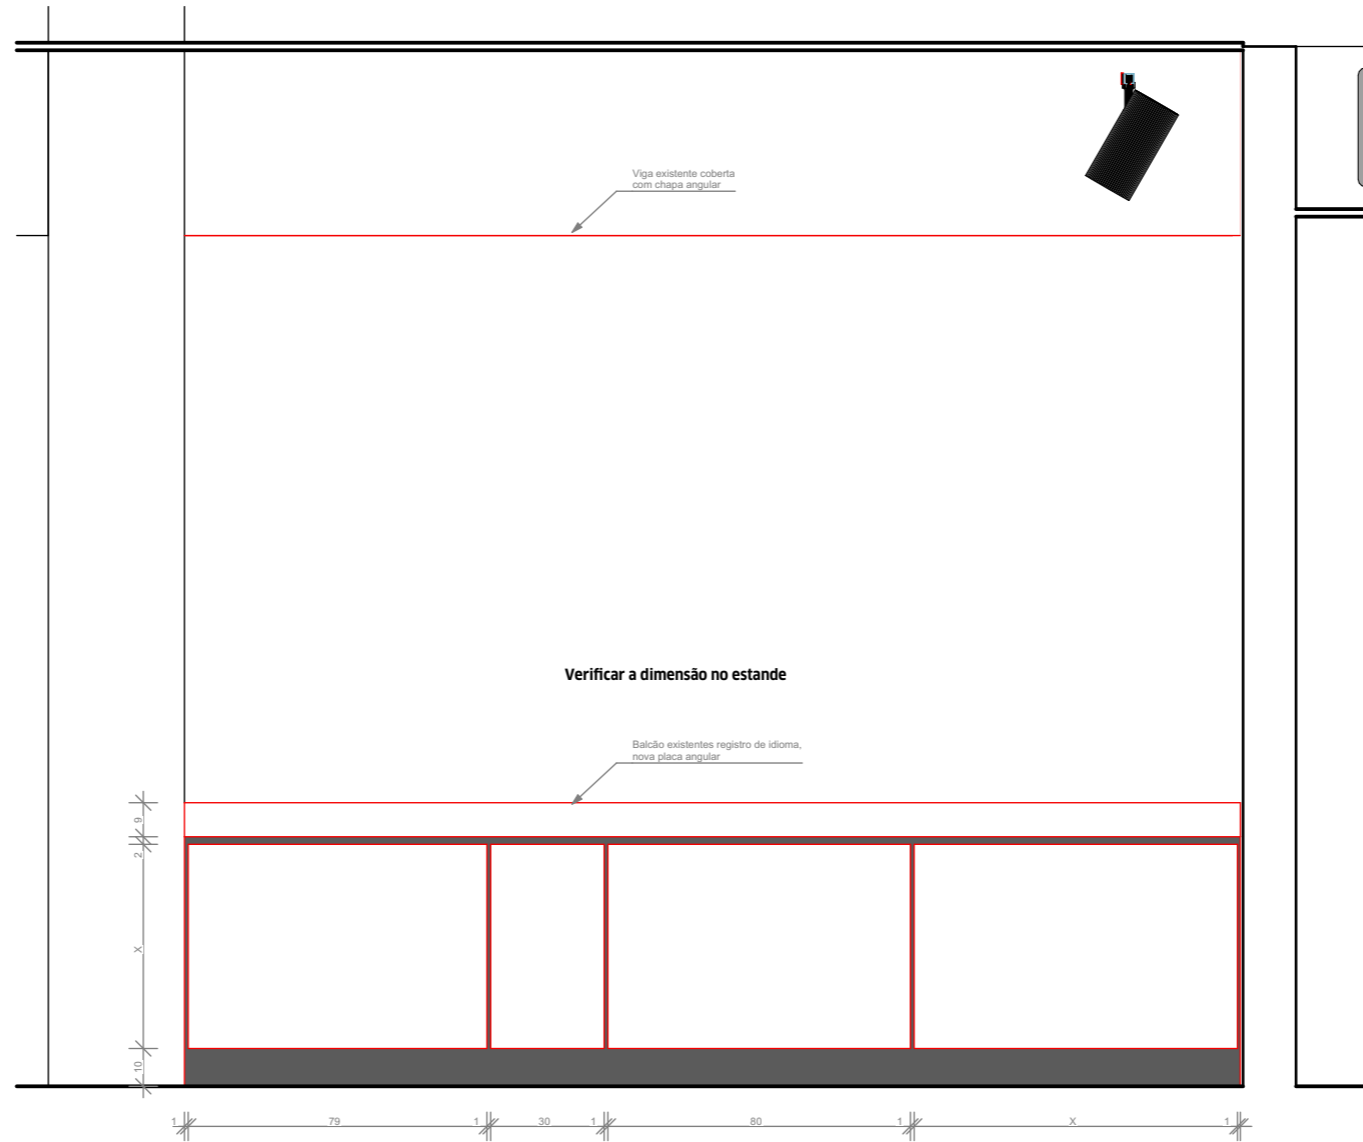 Viga existente coberta
com chapa angular
Verificar a dimensão no estande
Balcão existentes registro de idioma,
nova placa angular
9
2
X
10
1 79 1 30 1 80 1 X 1